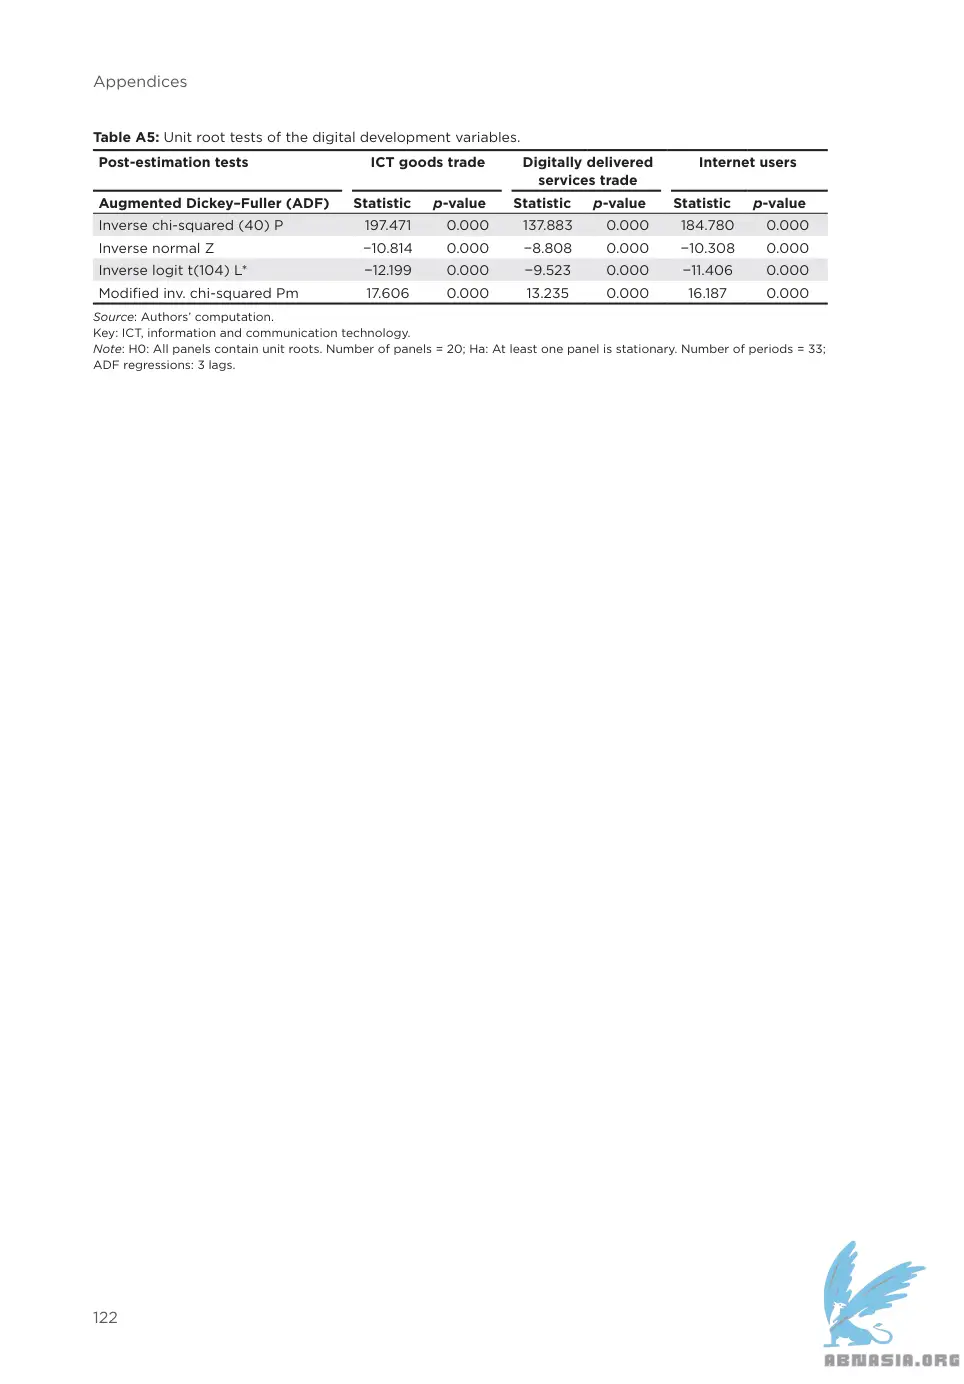 Appendices
Table A5: Unit root tests of the digital development variables.
Post-estimation tests ICT goods trade Digitally delivered services trade Internet users
Augmented Dickey–Fuller (ADF) Statistic p-value Statistic p-value Statistic p-value
Inverse chi-squared (40) P 197.471 0.000 137.883 0.000 184.780 0.000
Inverse normal Z −10.814 0.000 −8.808 0.000 −10.308 0.000
Inverse logit t(104) L* −12.199 0.000 −9.523 0.000 −11.406 0.000
Modified inv. chi-squared Pm 17.606 0.000 13.235 0.000 16.187 0.000
Source: Authors’ computation.
Key: ICT, information and communication technology.
Note: H0: All panels contain unit roots. Number of panels = 20; Ha: At least one panel is stationary. Number of periods = 33;
ADF regressions: 3 lags.
122
ABNASIA.ORG